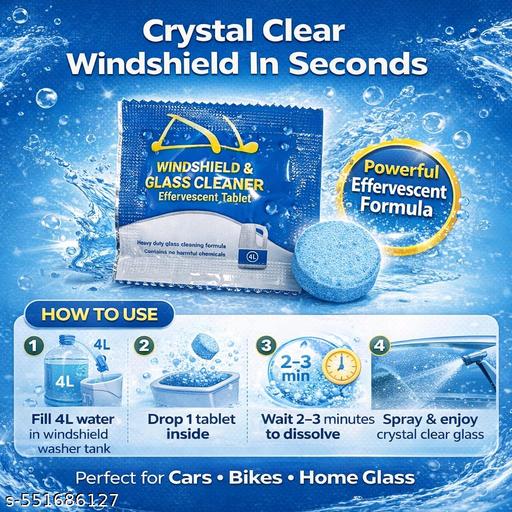 Crystal Clear
Windshield In Seconds
WINDSHIELD &
GLASS CLEANER
Effervescent Tablet
Heavy duty glass cleaning formula
Contains no harmful chemicals
4L
Powerful
Effervescent
Formula
HOW TO USE
1
4L
4L
Fill 4L water
in windshield
washer tank
2
Drop 1 tablet
inside
3
2-3
min
Wait 2-3 minutes
to dissolve
4
Spray & enjoy
crystal clear glass
Perfect for Cars • Bikes • Home Glass
s-551686127